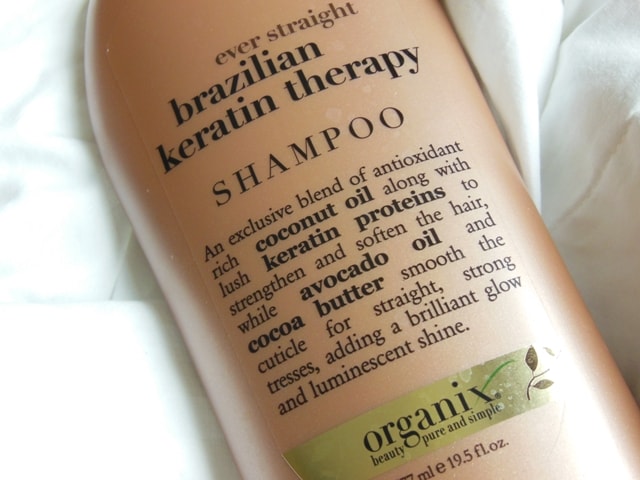 ever straight
brazilian
keratin therapy
SHAMPOO
An exclusive blend of antioxidant
rich coconut oil along with
lush keratin proteins to
strengthen and soften the hair,
while avocado oil and
cocoa butter smooth the
cuticle for straight, strong
tresses, adding a brilliant glow
and luminescent shine.
organix
beauty pure and simple
ml e 19.5 fl.oz.